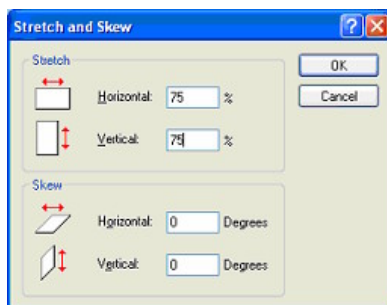 Stretch and Skew
Stretch
Horizontal: 75 %
Vertical: 75 %
OK
Cancel
Skew
Horizontal: 0 Degrees
Vertical: 0 Degrees